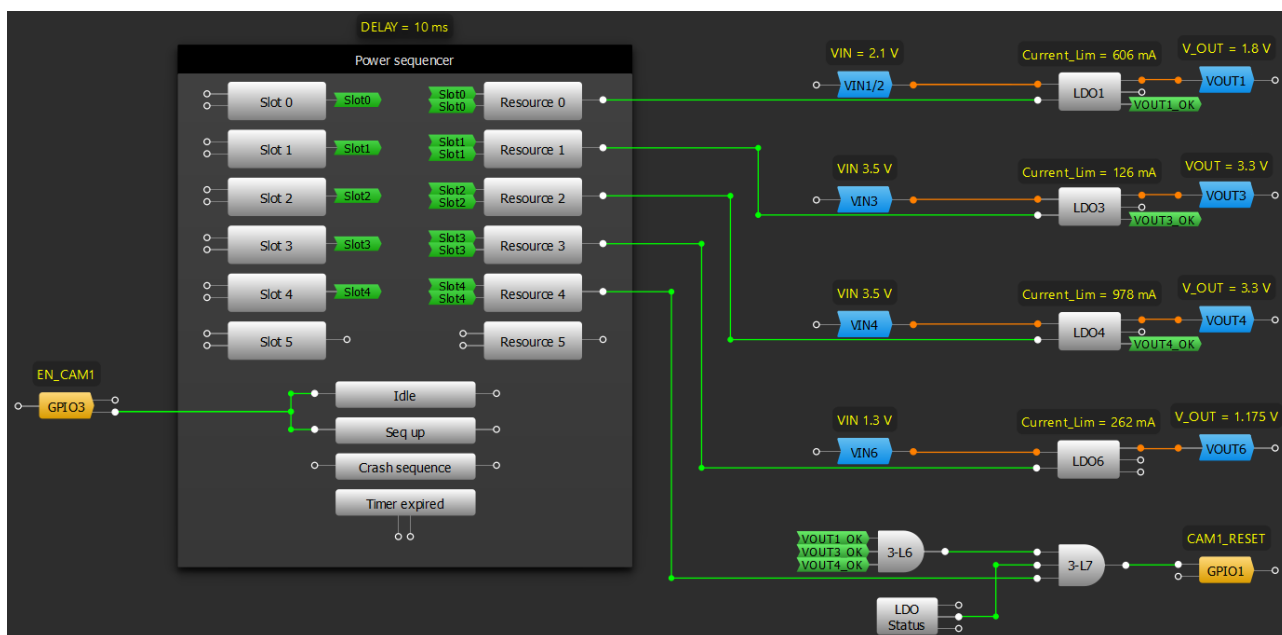 DELAY = 10 ms
Power sequencer
Slot 0
Slot0
Slot0
Slot0
Resource 0
Slot 1
Slot1
Slot1
Slot1
Resource 1
Slot 2
Slot2
Slot2
Slot2
Resource 2
Slot 3
Slot3
Slot3
Slot3
Resource 3
Slot 4
Slot4
Slot4
Slot4
Resource 4
Slot 5
Resource 5
EN_CAM1
GPIO3
Idle
Seq up
Crash sequence
Timer expired
VIN = 2.1 V
VIN1/2
Current_Lim = 606 mA
LDO1
VOUT1_OK
V_OUT = 1.8 V
VOUT1
VIN 3.5 V
VIN3
Current_Lim = 126 mA
LDO3
VOUT3_OK
VOUT = 3.3 V
VOUT3
VIN 3.5 V
VIN4
Current_Lim = 978 mA
LDO4
VOUT4_OK
V_OUT = 3.3 V
VOUT4
VIN 1.3 V
VIN6
Current_Lim = 262 mA
LDO6
V_OUT = 1.175 V
VOUT6
VOUT1_OK
VOUT3_OK
VOUT4_OK
3-L6
3-L7
LDO
Status
CAM1_RESET
GPIO1